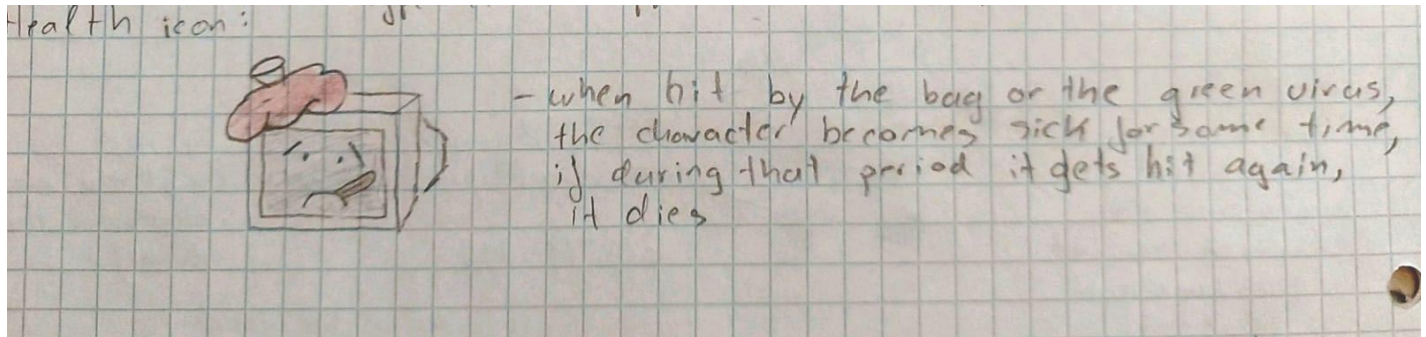 Health icon:
- when hit by the bag or the green virus,
the character becomes sick for some time,
if during that period it gets hit again,
it dies